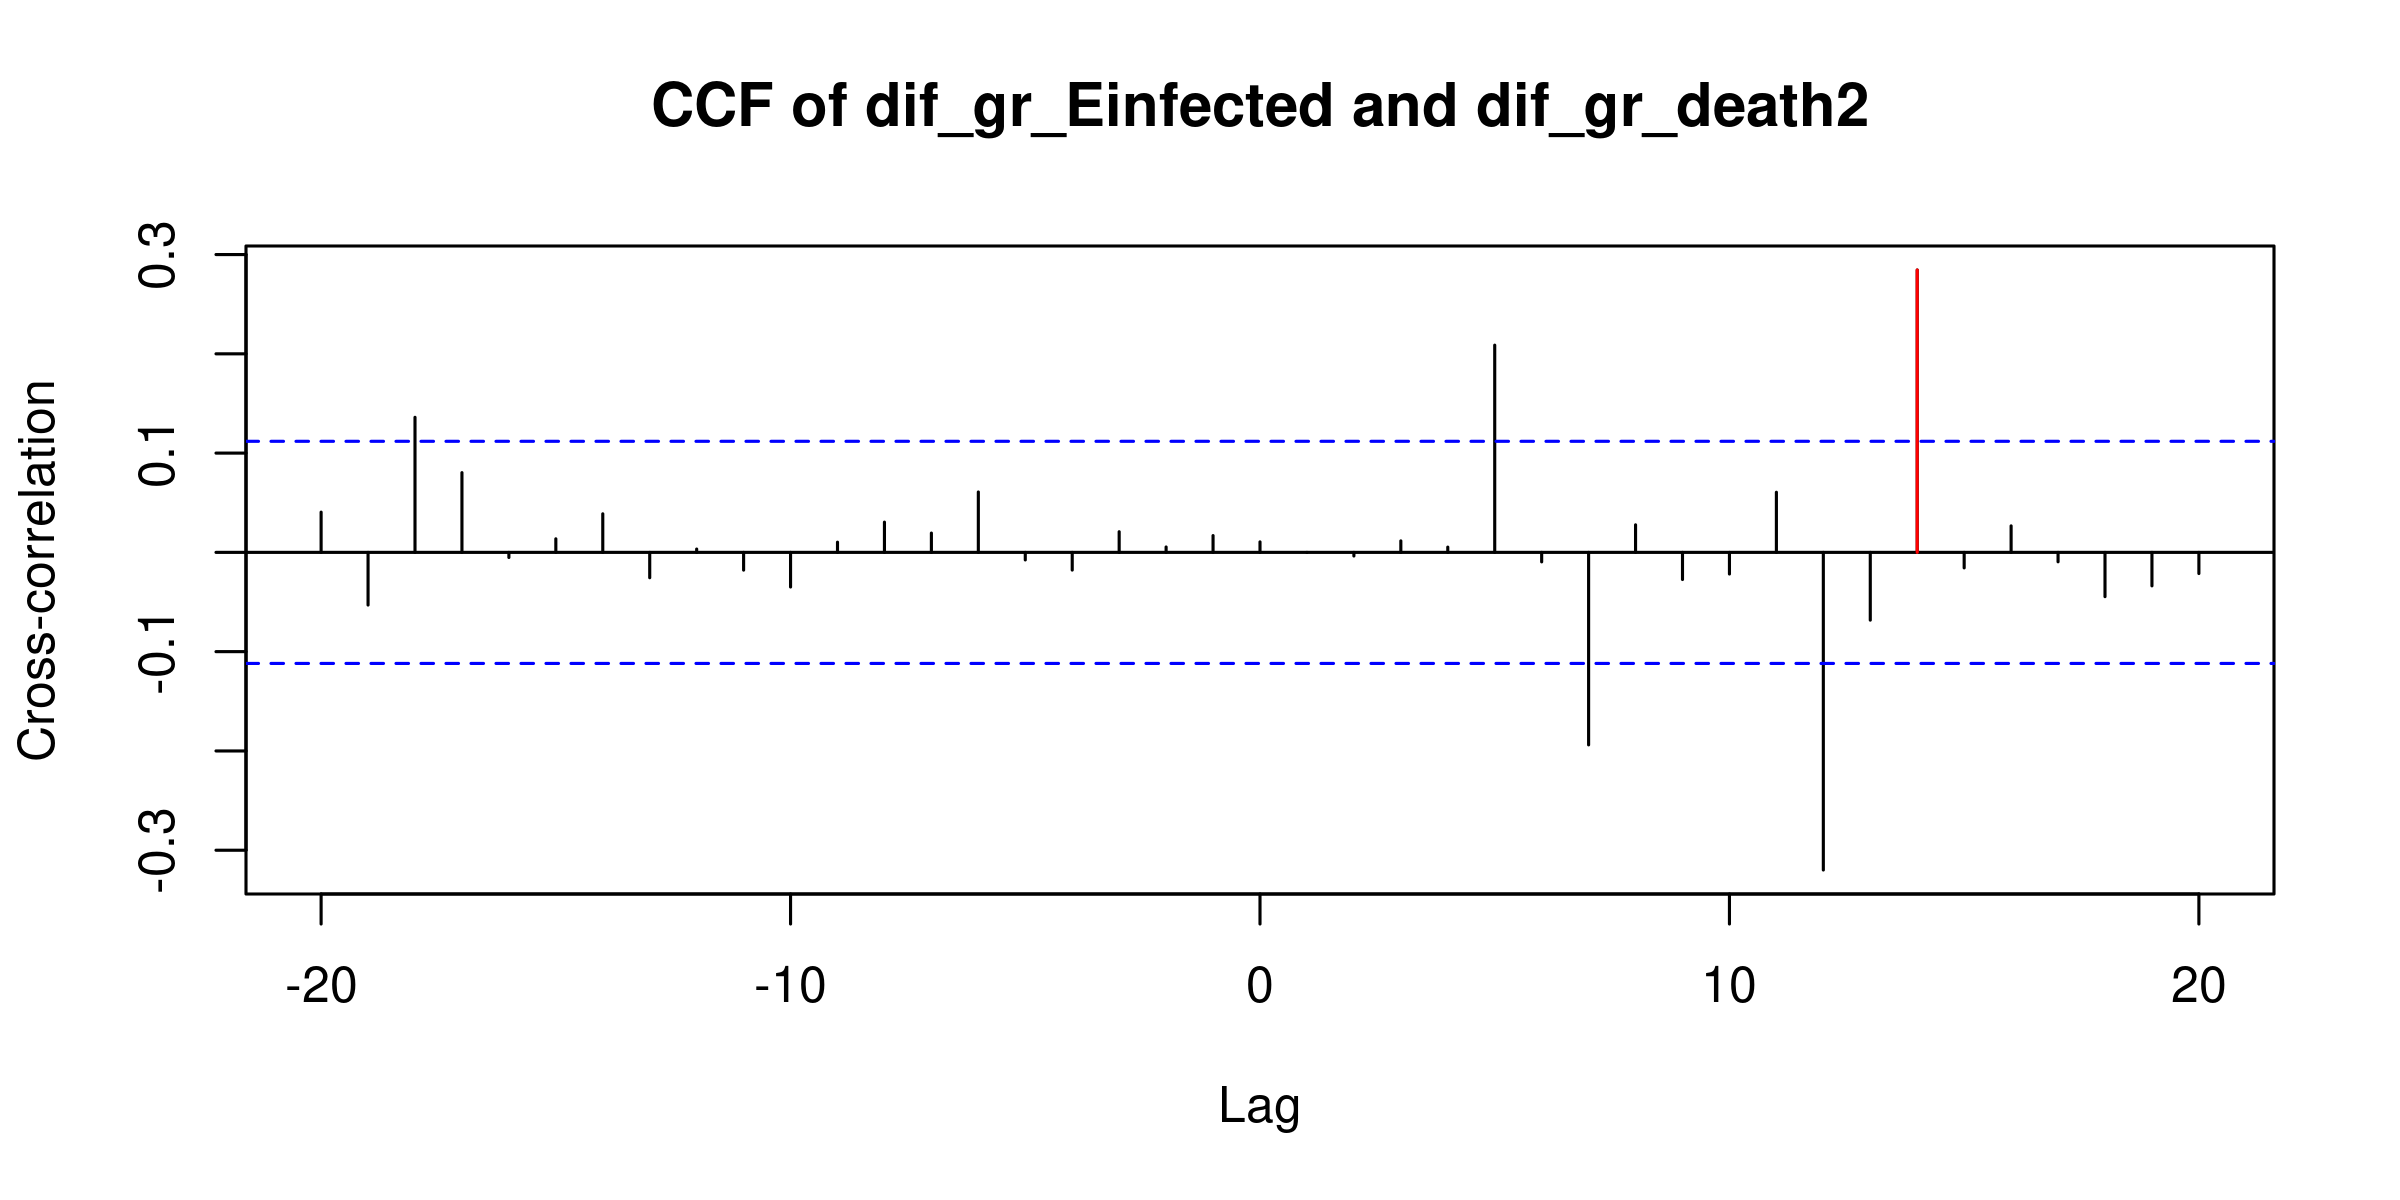 CCF of dif_gr_Einfected and dif_gr_death2
Cross-correlation
0.3
0.1
-0.1
-0.3
-20 -10 0 10 20
Lag